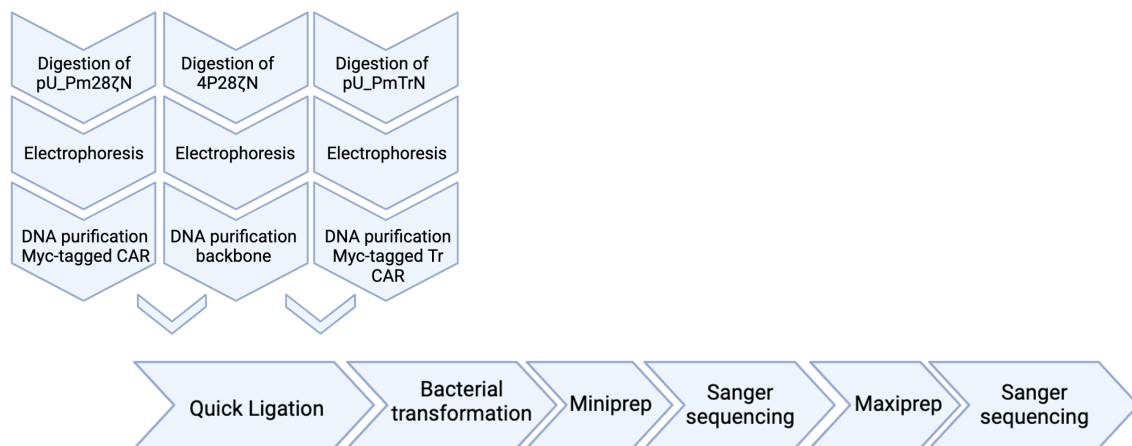 Digestion of
pU_Pm28ζN
Digestion of
4P28ζN
Digestion of
pU_PmTrN
Electrophoresis
Electrophoresis
Electrophoresis
DNA purification
Myc-tagged CAR
DNA purification
backbone
DNA purification
Myc-tagged Tr
CAR
Quick Ligation
Bacterial
transformation
Miniprep
Sanger
sequencing
Maxiprep
Sanger
sequencing